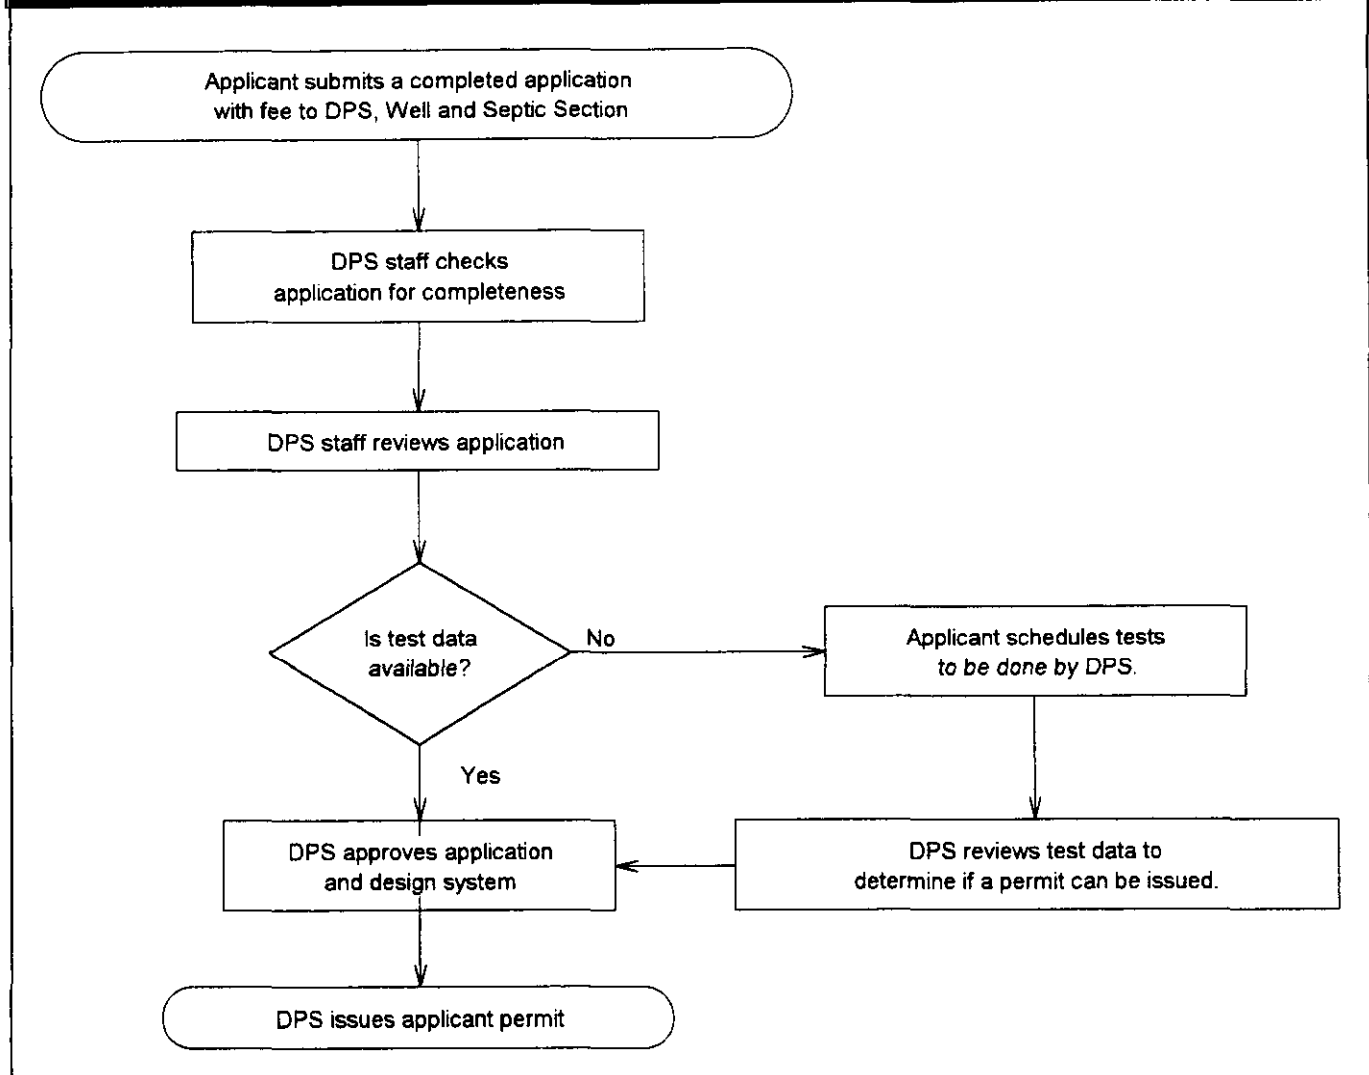 Applicant submits a completed application
with fee to DPS, Well and Septic Section
DPS staff checks
application for completeness
DPS staff reviews application
Is test data
available?
No
Applicant schedules tests
to be done by DPS.
Yes
DPS approves application
and design system
DPS reviews test data to
determine if a permit can be issued.
DPS issues applicant permit